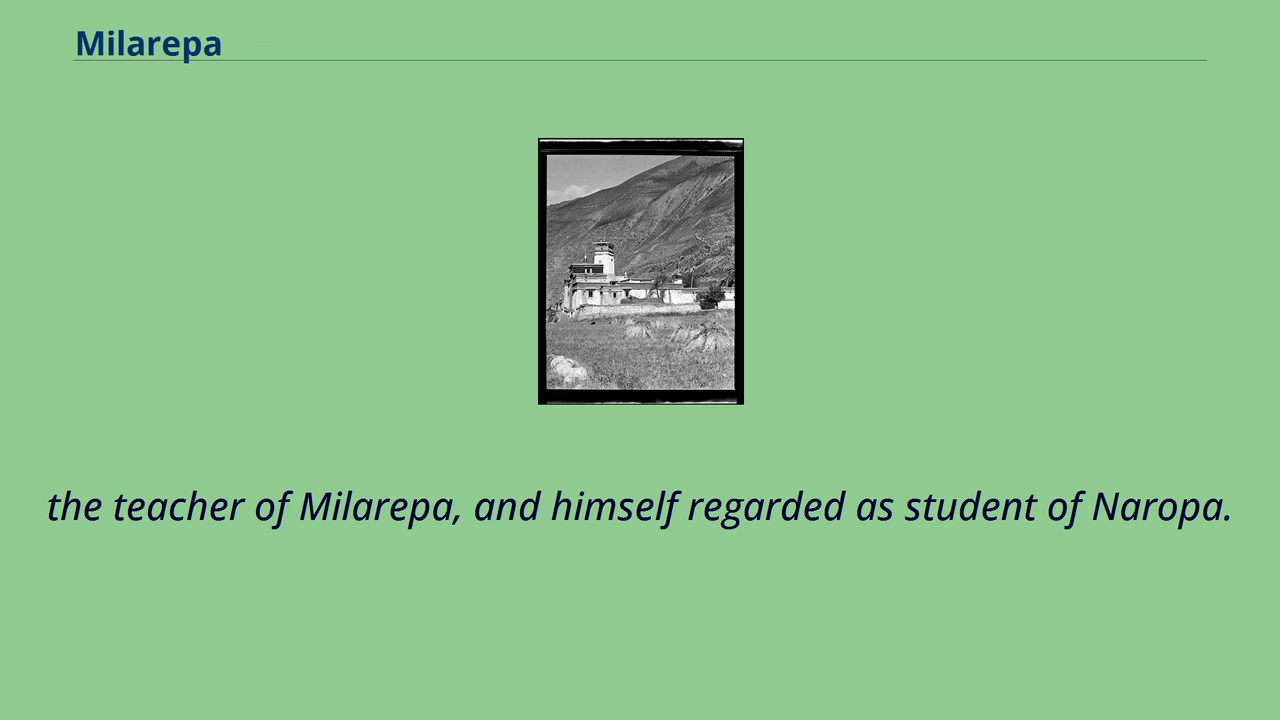 Milarepa
the teacher of Milarepa, and himself regarded as student of Naropa.